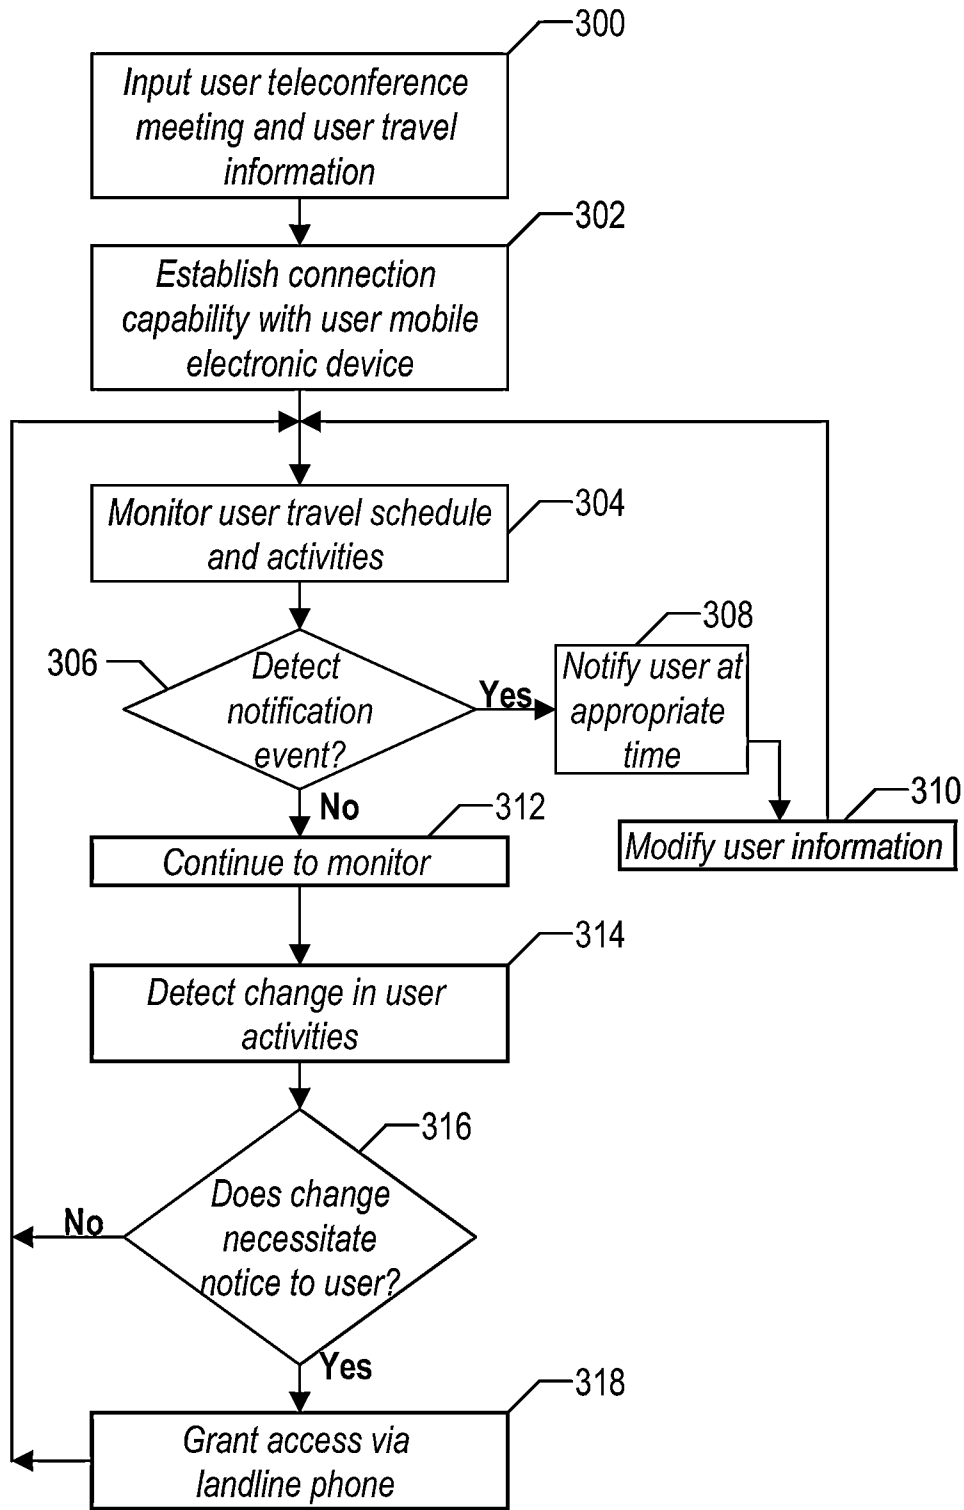 300
Input user teleconference
meeting and user travel
information
302
Establish connection
capability with user mobile
electronic device
304
Monitor user travel schedule
and activities
306
Detect
notification
event?
Yes
308
Notify user at
appropriate
time
310
Modify user information
No
312
Continue to monitor
314
Detect change in user
activities
316
Does change
necessitate
notice to user?
No
Yes
318
Grant access via
landline phone